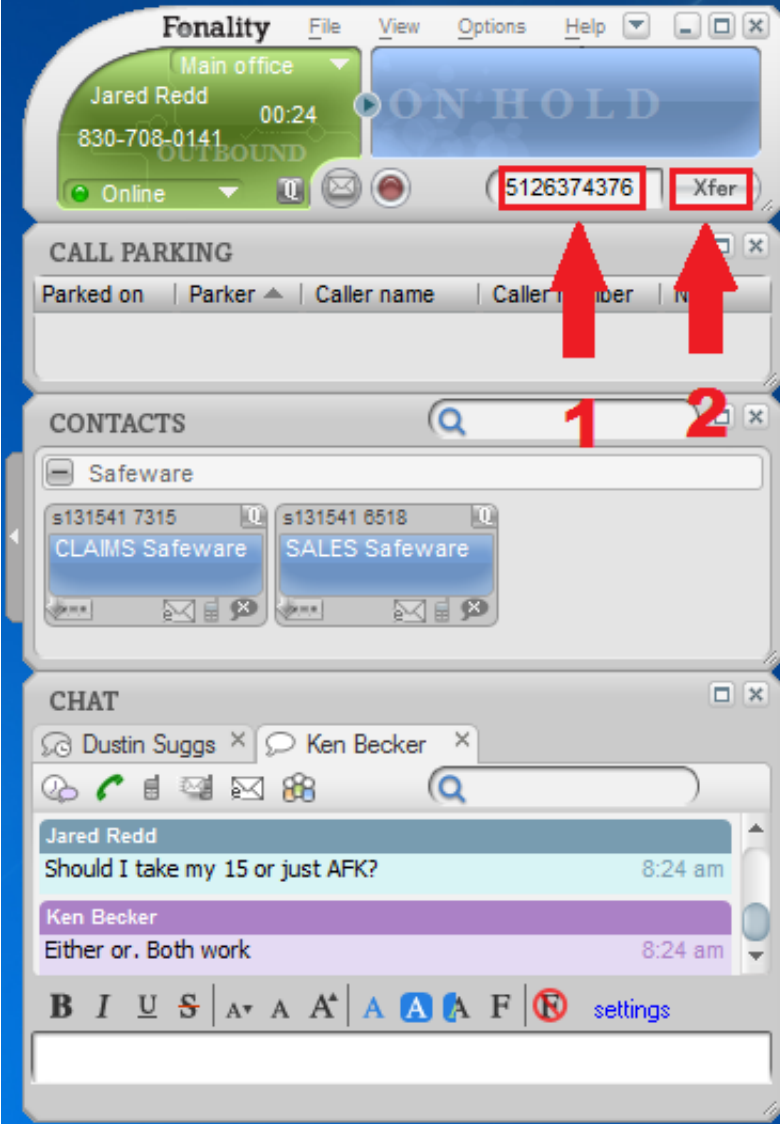 Fonality File View Options Help
Main office
Jared Redd
00:24
830-708-0141
OUTBOUND
ON HOLD
Online Q
5126374376 Xfer
CALL PARKING
Parked on Parker Caller name Caller number
1 2
CONTACTS
Safeware
s131541 7315 Q s131541 6518 Q
CLAIMS Safeware SALES Safeware
CHAT
Dustin Suggs Ken Becker
Jared Redd
Should I take my 15 or just AFK? 8:24 am
Ken Becker
Either or. Both work 8:24 am
B I U S A A A A A A F F settings